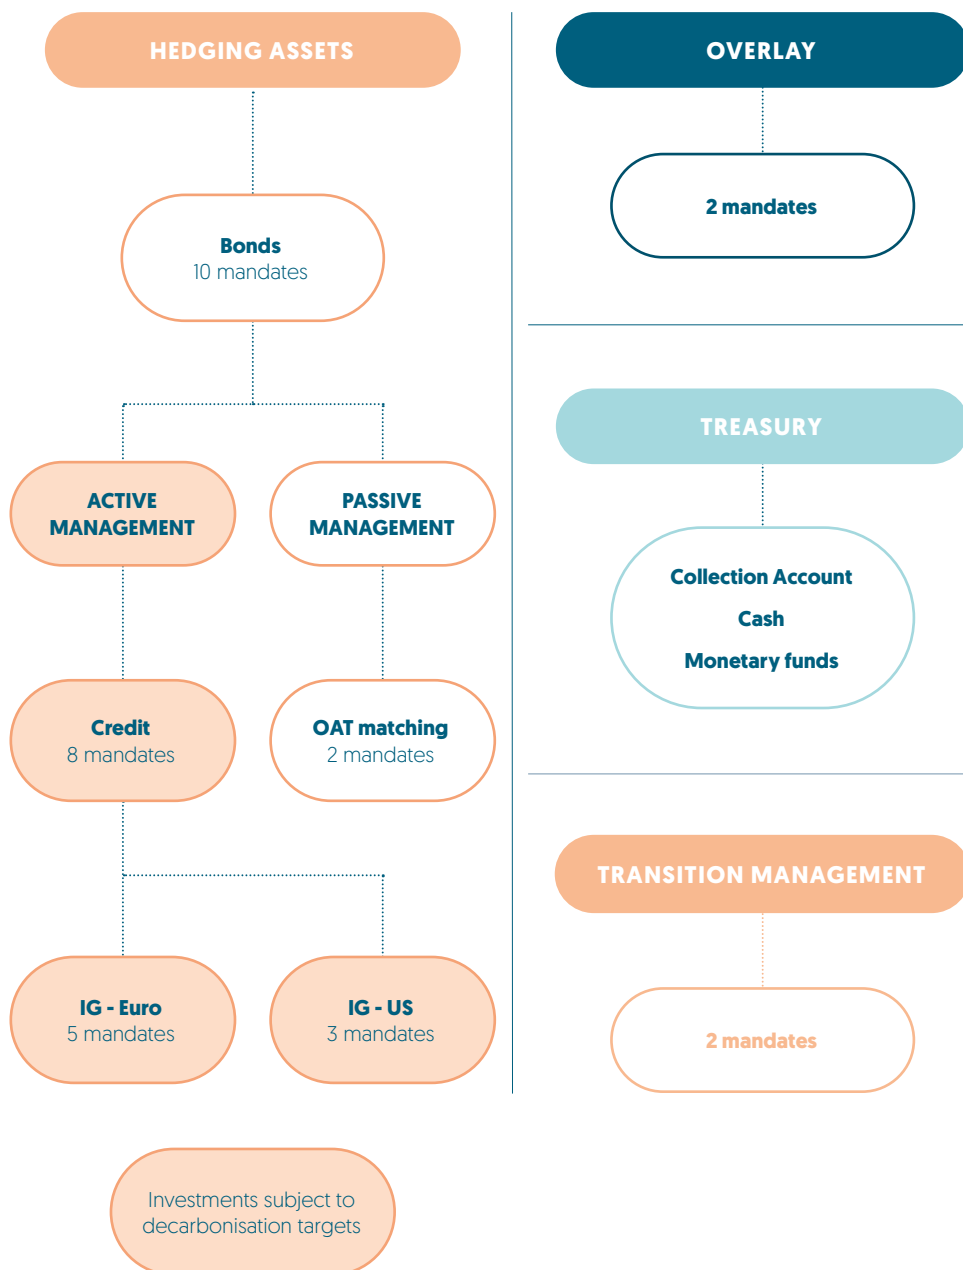 HEDGING ASSETS
Bonds
10 mandates
ACTIVE
MANAGEMENT
PASSIVE
MANAGEMENT
Credit
8 mandates
OAT matching
2 mandates
IG - Euro
5 mandates
IG - US
3 mandates
Investments subject to
decarbonisation targets
OVERLAY
2 mandates
TREASURY
Collection Account
Cash
Monetary funds
TRANSITION MANAGEMENT
2 mandates